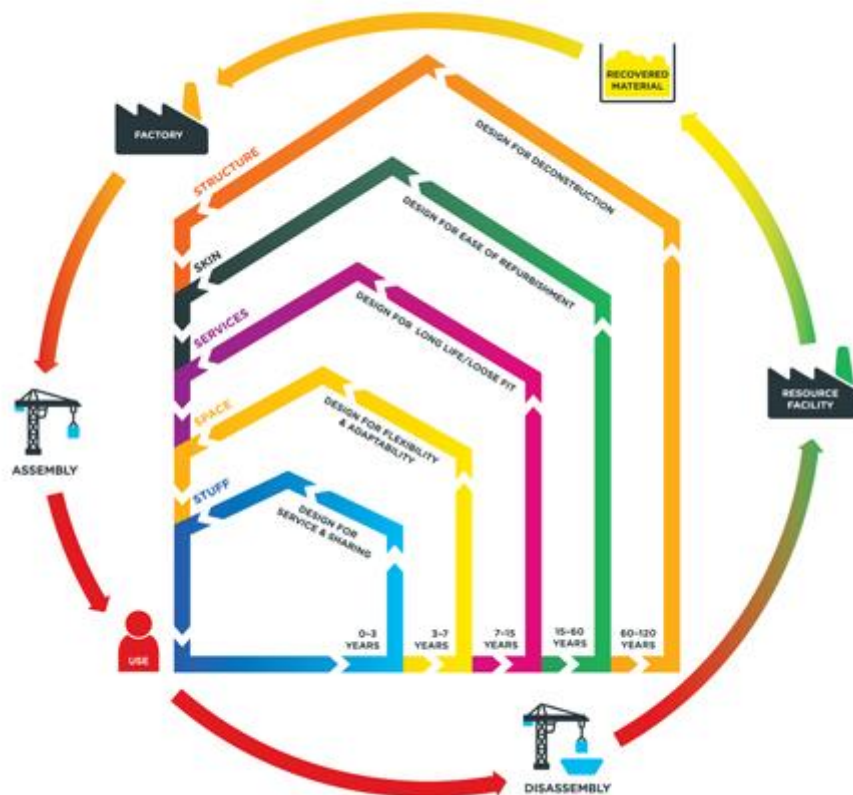 RECOVERED
MATERIAL
FACTORY
STRUCTURE
DESIGN FOR DECONSTRUCTION
SKIN
DESIGN FOR EASE OF REFURBISHMENT
SERVICES
DESIGN FOR LONG LIFE/LOOSE FIT
RESOURCE
FACILITY
SPACE
DESIGN FOR FLEXIBILITY
& ADAPTABILITY
ASSEMBLY
STUFF
DESIGN FOR
SERVICE & SHARING
0-3
YEARS
3-7
YEARS
7-15
YEARS
15-60
YEARS
60-120
YEARS
USE
DISASSEMBLY